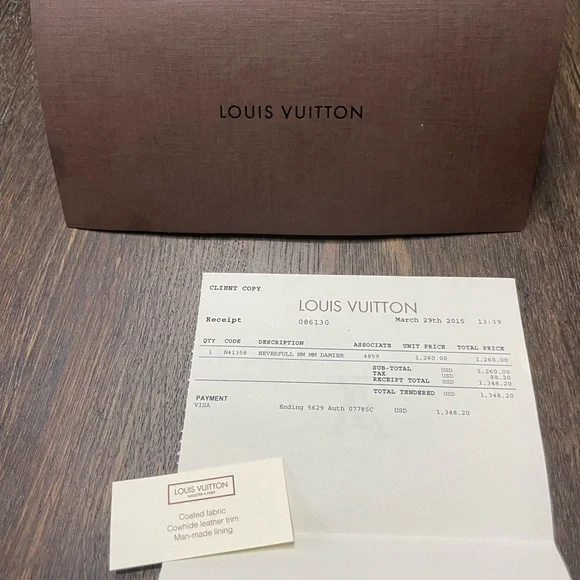 LOUIS VUITTON
CLIENT COPY
LOUIS VUITTON
Receipt 086130 March 29th 2015 13:39
QTY CODE DESCRIPTION ASSOCIATE UNIT PRICE TOTAL PRICE
1 N41358 NEVERFULL NM MM DAMIER 4859 1,260.00 1,260.00
SUB-TOTAL USD 1,260.00
TAX USD 88.20
RECEIPT TOTAL USD 1,348.20
TOTAL TENDERED USD 1,348.20
PAYMENT
VISA Ending 5629 Auth 07785C USD 1,348.20
LOUIS VUITTON
Coated fabric
Cowhide leather trim
Man-made lining